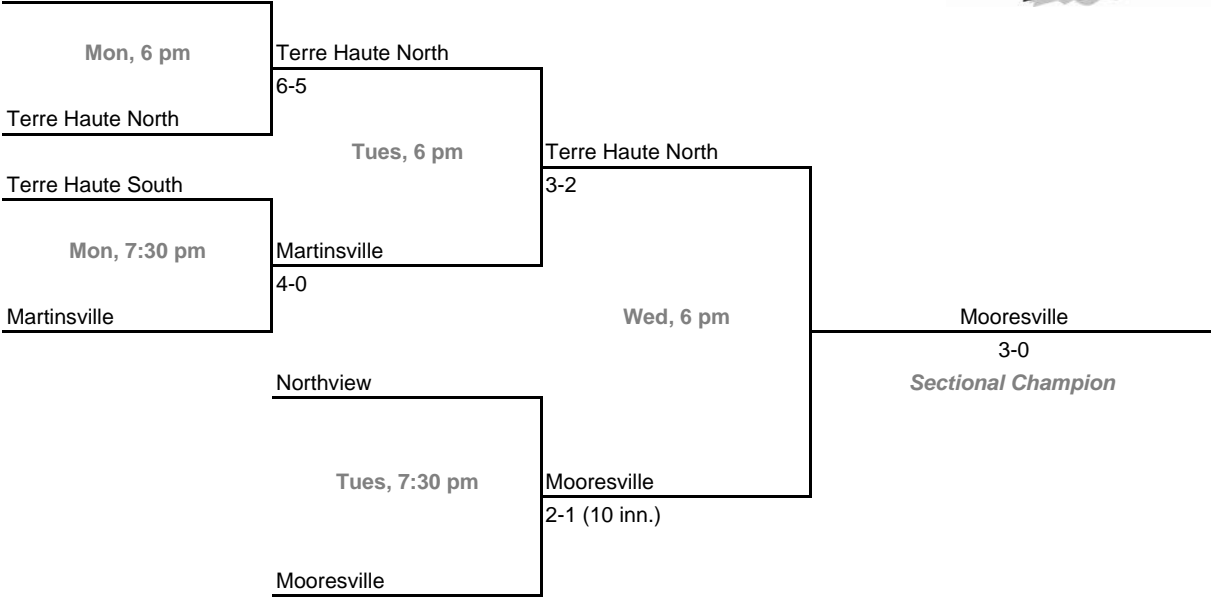 Mon, 6 pm
Terre Haute North
6-5
Terre Haute North
Tues, 6 pm
Terre Haute North
3-2
Terre Haute South
Mon, 7:30 pm
Martinsville
4-0
Martinsville
Wed, 6 pm
Mooresville
3-0
Sectional Champion
Northview
Tues, 7:30 pm
Mooresville
2-1 (10 inn.)
Mooresville